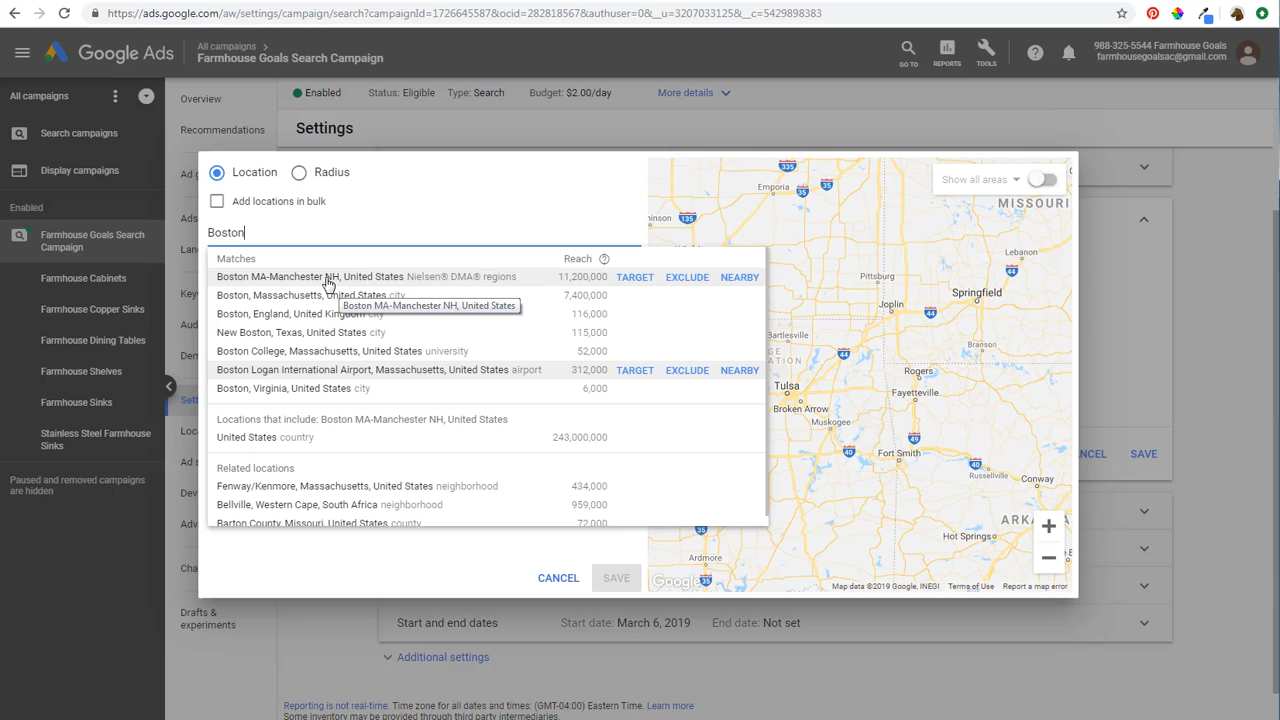 https://ads.google.com/aw/settings/campaign/search?campaignId=1726645587&ocid=282818567&authuser=0&__u=3207033125&__c=5429898383
Google Ads
All campaigns
Farmhouse Goals Search Campaign
GO TO
REPORTS
TOOLS
988-325-5544 Farmhouse Goals
farmhousegoalsac@gmail.com
All campaigns
Search campaigns
Display campaigns
Enabled
Farmhouse Goals Search
Campaign
Farmhouse Cabinets
Farmhouse Copper Sinks
Farmhouse Dining Tables
Farmhouse Shelves
Farmhouse Sinks
Stainless Steel Farmhouse
Sinks
Paused and removed campaigns
are hidden
Overview
Recommendations
Drafts &
experiments
Enabled Status: Eligible Type: Search Budget: $2.00/day More details
Settings
Location Radius
Add locations in bulk
Boston
Matches Reach
Boston MA-Manchester NH, United States Nielsen® DMA® regions 11,200,000 TARGET EXCLUDE NEARBY
Boston, Massachusetts, United States city 7,400,000
Boston MA-Manchester NH, United States
Boston, England, United Kingdom city 116,000
New Boston, Texas, United States city 115,000
Boston College, Massachusetts, United States university 52,000
Boston Logan International Airport, Massachusetts, United States airport 312,000 TARGET EXCLUDE NEARBY
Boston, Virginia, United States city 6,000
Locations that include: Boston MA-Manchester NH, United States
United States country 243,000,000
Related locations
Fenway/Kenmore, Massachusetts, United States neighborhood 434,000
Bellville, Western Cape, South Africa neighborhood 959,000
Barton County, Missouri, United States county 72,000
CANCEL SAVE
Show all areas
335
Emporia
35
35
135
MISSOURI
Pittsburg
Springfield
Joplin
44
44
Branson
Rogers
Tulsa
Fayetteville
Broken Arrow
Muskogee
49
40
Fort Smith
40
Russellville
Conway
Hot Springs
35
Ardmore
35
Google
Map data ©2019 Google, INEGI Terms of Use Report a map error
SAVE
Start and end dates Start date: March 6, 2019 End date: Not set
Additional settings
Reporting is not real-time. Time zone for all dates and times: (GMT-04:00) Eastern Time. Learn more
Some inventory may be provided through third party intermediaries.